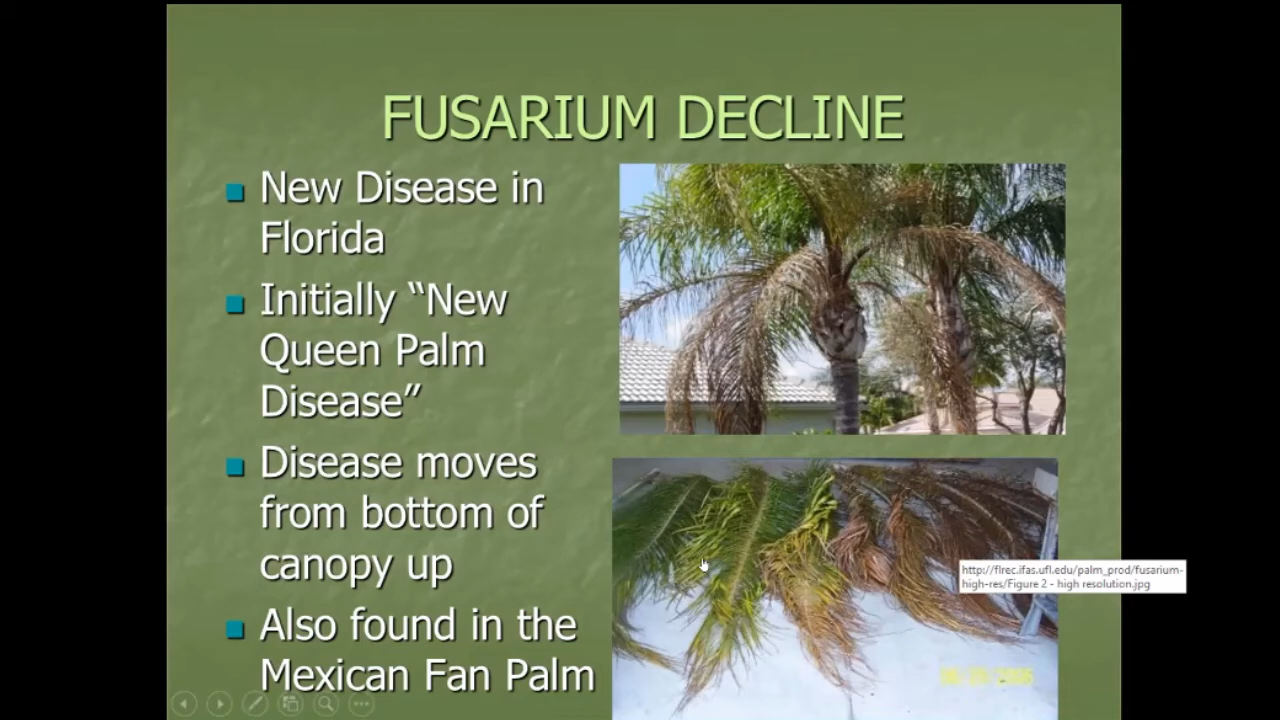 FUSARIUM DECLINE
New Disease in
Florida
Initially “New
Queen Palm
Disease”
Disease moves
from bottom of
canopy up
Also found in the
Mexican Fan Palm
http://flrec.ifas.ufl.edu/palm_prod/fusarium-
high-res/Figure 2 - high resolution.jpg